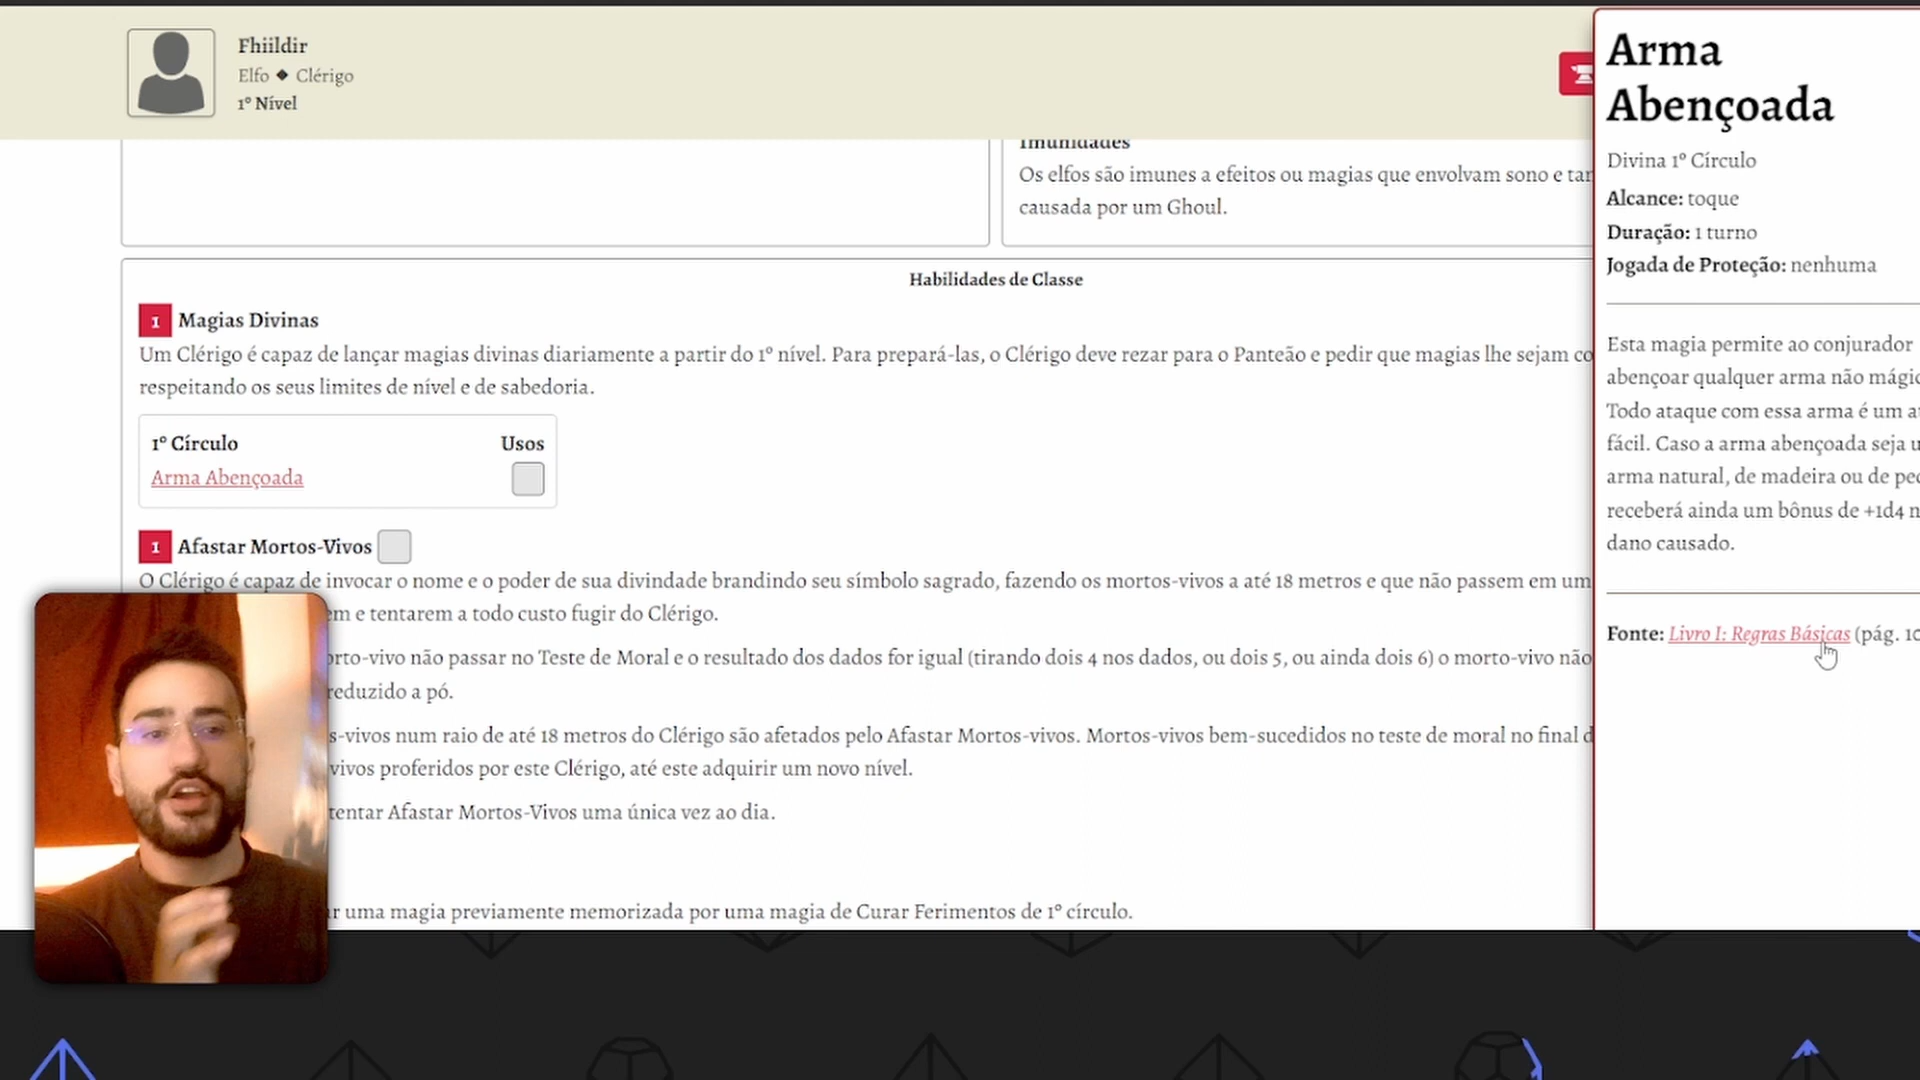 Fhiildir
Elfo ◆ Clérigo
1º Nível
Imunidades
Os elfos são imunes a efeitos ou magias que envolvam sono e
causada por um Ghoul.
Habilidades de Classe
1 Magias Divinas
Um Clérigo é capaz de lançar magias divinas diariamente a partir do 1º nível. Para prepará-las, o Clérigo deve rezar para o Panteão e pedir que magias lhe sejam
respeitando os seus limites de nível e de sabedoria.
1º Círculo Usos
Arma Abençoada
1 Afastar Mortos-Vivos
O Clérigo é capaz de invocar o nome e o poder de sua divindade brandindo seu símbolo sagrado, fazendo os mortos-vivos a até 18 metros e que não passem em um
em e tentarem a todo custo fugir do Clérigo.
orto-vivo não passar no Teste de Moral e o resultado dos dados for igual (tirando dois 4 nos dados, ou dois 5, ou ainda dois 6) o morto-vivo não
reduzido a pó.
s-vivos num raio de até 18 metros do Clérigo são afetados pelo Afastar Mortos-vivos. Mortos-vivos bem-sucedidos no teste de moral no final
vivos proferidos por este Clérigo, até este adquirir um novo nível.
tentar Afastar Mortos-Vivos uma única vez ao dia.
uma magia previamente memorizada por uma magia de Curar Ferimentos de 1º círculo.
Arma
Abençoada
Divina 1º Círculo
Alcance: toque
Duração: 1 turno
Jogada de Proteção: nenhuma
Esta magia permite ao conjurador
abençoar qualquer arma não
Todo ataque com essa arma é um
fácil. Caso a arma abençoada seja
arma natural, de madeira ou de
receberá ainda um bônus de +1d4
dano causado.
Fonte: Livro I: Regras Básicas (pág.